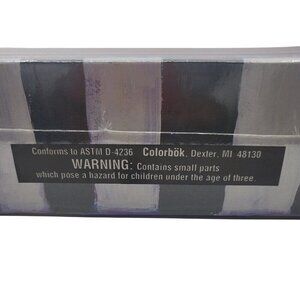 Conforms to ASTM D-4236 Colorbök, Dexter, MI 48130
WARNING: Contains small parts
which pose a hazard for children under the age of three.